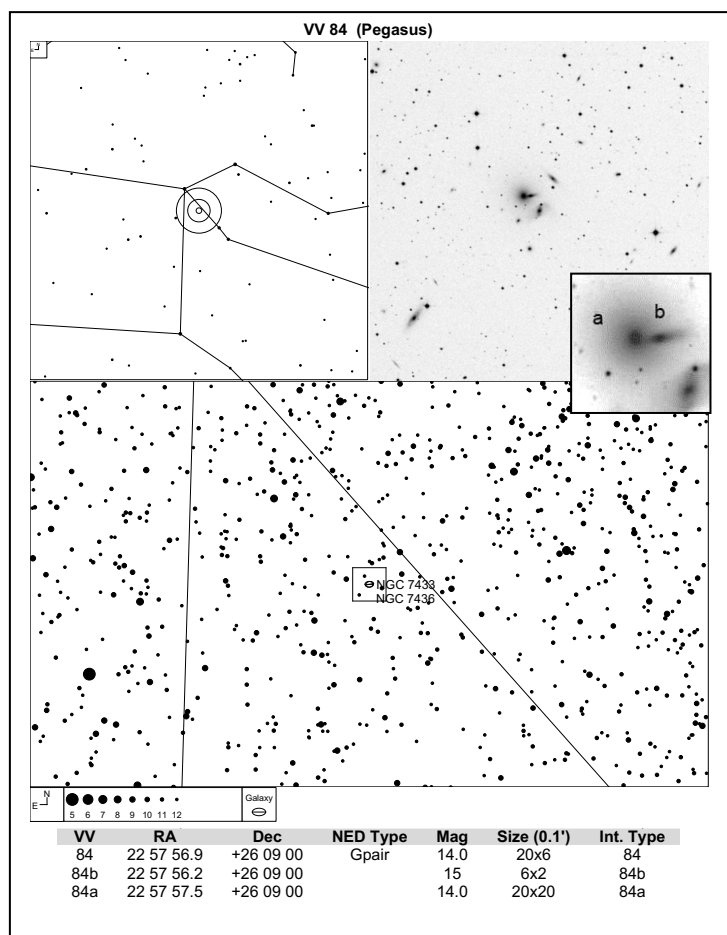 VV 84 (Pegasus)
a
b
NGC 7433
NGC 7436
N
E
5 6 7 8 9 10 11 12
Galaxy
VV RA Dec NED Type Mag Size (0.1') Int. Type
84 22 57 56.9 +26 09 00 Gpair 14.0 20x6 84
84b 22 57 56.2 +26 09 00 15 6x2 84b
84a 22 57 57.5 +26 09 00 14.0 20x20 84a